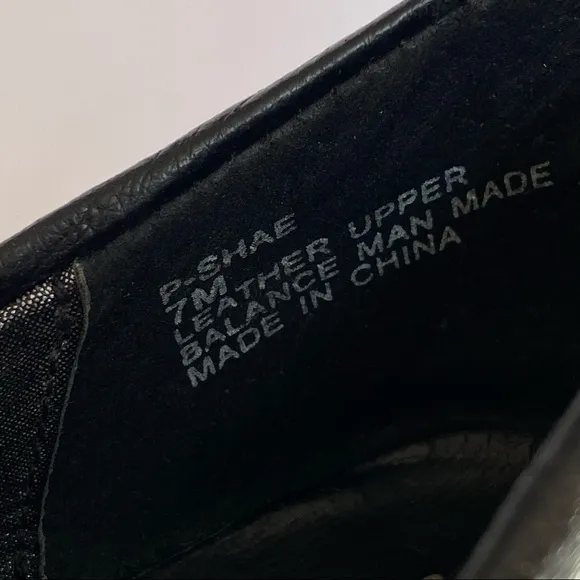 P-SHAE
7M
LEATHER UPPER
BALANCE MAN MADE
MADE IN CHINA